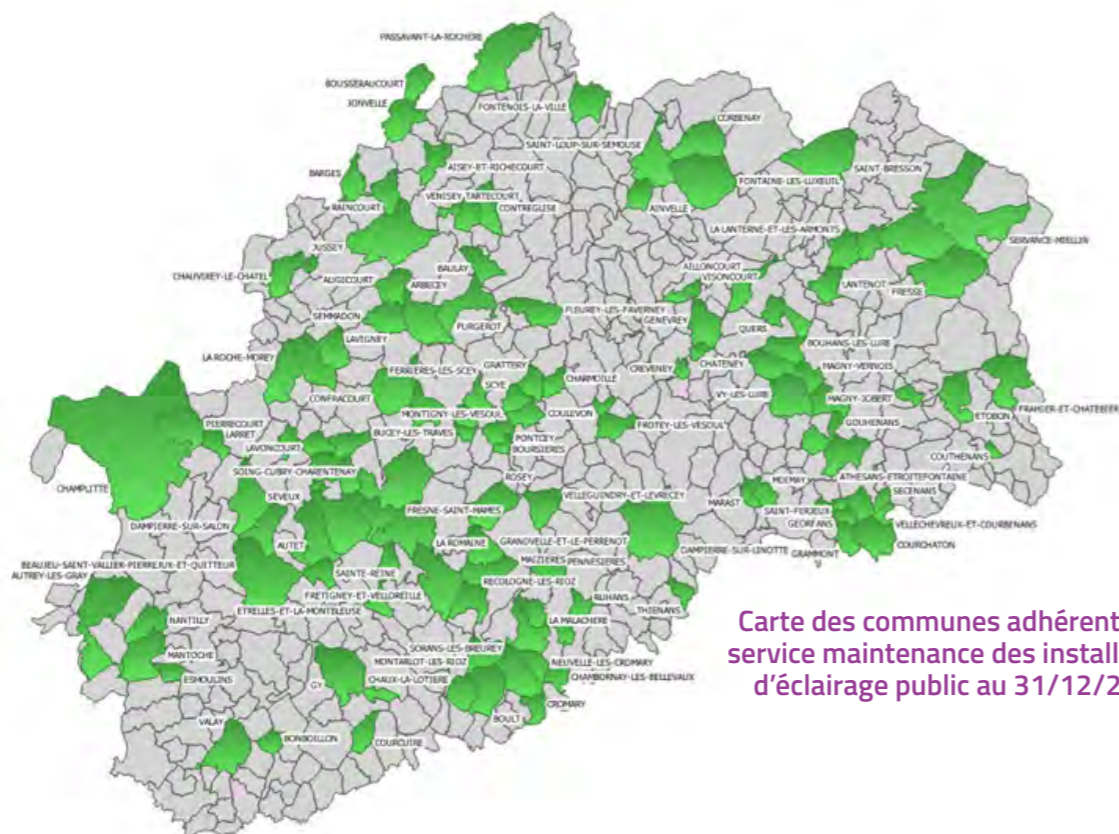 PASSAVANT-LA-ROCHERE
BOUSSERAUCOURT
JONVELLE
FONTENOIS-LA-VILLE
CORBENAY
SAINT-LOUP-SUR-SEMOUSE
AISEY-ET-RICHECOURT
BARGES
FONTAINE-LES-LUXEUIL
SAINT-BRESSON
VENISEY
TARTECOURT
CONTREGLISE
AINVELLE
RAINCOURT
LA LANTERNE-ET-LES-ARMONTS
SERVANCE-MIELLIN
JUSSEY
BAULAY
AILLONCOURT
VISONCOURT
CHAUVIREY-LE-CHATEL
AUGICOURT
ARBECEY
LANTENOT
FRESSE
FLEUREY-LES-FAVERNEY
SEMMADON
PURGEROT
GENEVREY
QUERS
LAVIGNEY
BOUHANS-LES-LURE
LA ROCHE-MOREY
GRATTERY
CHATENEY
MAGNY-VERNOIS
FERRIERES-LES-SCEY
CREVENEY
SCYE
CHARMOILLE
CONFRACOURT
VY-LES-LURE
MAGNY-JOBERT
FRAHIER-ET-CHATEBIER
MONTIGNY-LES-VESOUL
COULEVON
ETOBON
PIERRECOURT
GOUHENANS
LARRET
BUCEY-LES-TRAVES
FROTEY-LES-VESOUL
LAVONCOURT
PONTCEY
BOURSIERES
COUTHENANS
SOING-CUBRY-CHARENTENAY
ROSEY
MOIMAY
ATHESANS-ETROITEFONTAINE
CHAMPLITTE
SEVEUX
VELLEGUINDRY-ET-LEVRECEY
MARAST
SECENANS
FRESNE-SAINT-MAMES
SAINT-FERJEUX
DAMPIERRE-SUR-SALON
GEORFANS
VELLECHEVREUX-ET-COURBENANS
AUTET
LA ROMAINE
GRANDVELLE-ET-LE-PERRENOT
DAMPIERRE-SUR-LINOTTE
GRAMMONT
COURCHATON
MAIZIERES
PENNESIERES
BEAUJEU-SAINT-VALLIER-PIERREJUX-ET-QUITTEUR
SAINTE-REINE
AUTREY-LES-GRAY
RECOLOGNE-LES-RIOZ
FRETIGNEY-ET-VELLOREILLE
RUHANS
ETRELLES-ET-LA-MONTBLEUSE
THIENANS
NANTILLY
LA MALACHERE
SORANS-LES-BREUREY
MANTOCHE
MONTARLOT-LES-RIOZ
NEUVELLE-LES-CROMARY
ESMOULINS
CHAUX-LA-LOTIERE
CHAMBORNAY-LES-BELLEVAUX
GY
CROMARY
BOULT
VALAY
BONBOILLON
COURCUIRE
Carte des communes adhérent
service maintenance des install
d'éclairage public au 31/12/2